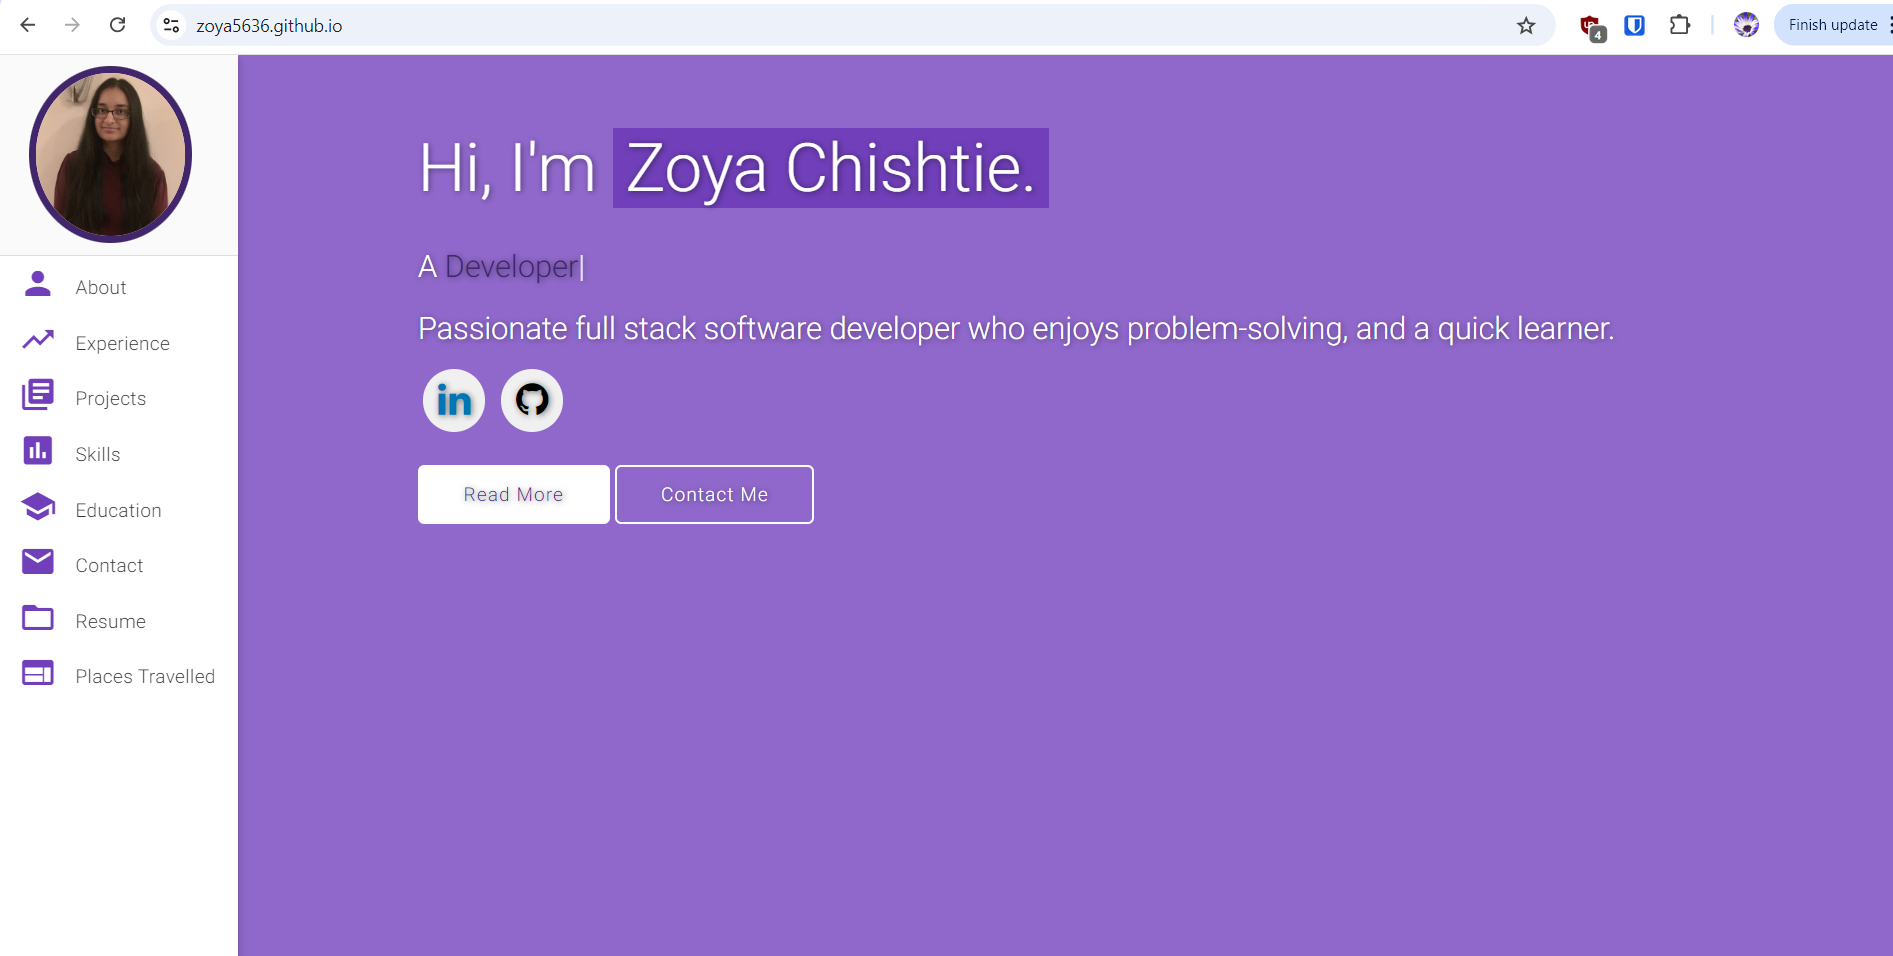 zoya5636.github.io
4
Finish update
Hi, I'm Zoya Chishtie.
A Developer|
Passionate full stack software developer who enjoys problem-solving, and a quick learner.
in
Read More
Contact Me
About
Experience
Projects
Skills
Education
Contact
Resume
Places Travelled